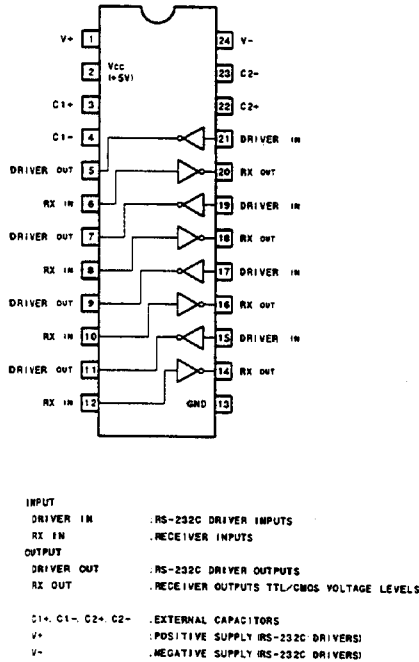 V+ 1 24 V-
2 Vcc (+5V) 23 C2-
C1+ 3 22 C2+
C1- 4 21 DRIVER IN
DRIVER OUT 5 20 RX OUT
RX IN 6 19 DRIVER IN
DRIVER OUT 7 18 RX OUT
RX IN 8 17 DRIVER IN
DRIVER OUT 9 16 RX OUT
RX IN 10 15 DRIVER IN
DRIVER OUT 11 14 RX OUT
RX IN 12 GND 13
INPUT
DRIVER IN :RS-232C DRIVER INPUTS
RX IN :RECEIVER INPUTS
OUTPUT
DRIVER OUT :RS-232C DRIVER OUTPUTS
RX OUT :RECEIVER OUTPUTS TTL/CMOS VOLTAGE LEVELS
C1+, C1-, C2+, C2- :EXTERNAL CAPACITORS
V+ :POSITIVE SUPPLY (RS-232C DRIVERS)
V- :NEGATIVE SUPPLY (RS-232C DRIVERS)